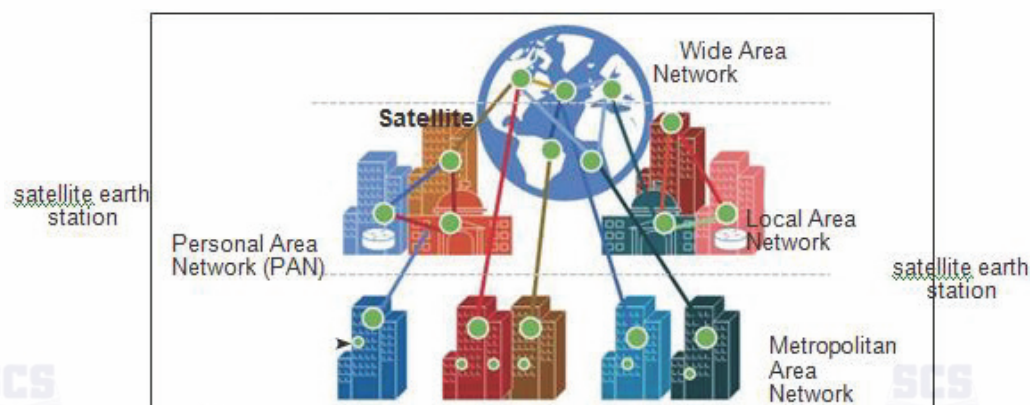 Wide Area
Network
Satellite
satellite earth
station
Personal Area
Network (PAN)
Local Area
Network
satellite earth
station
Metropolitan
Area
Network
CS
SCS